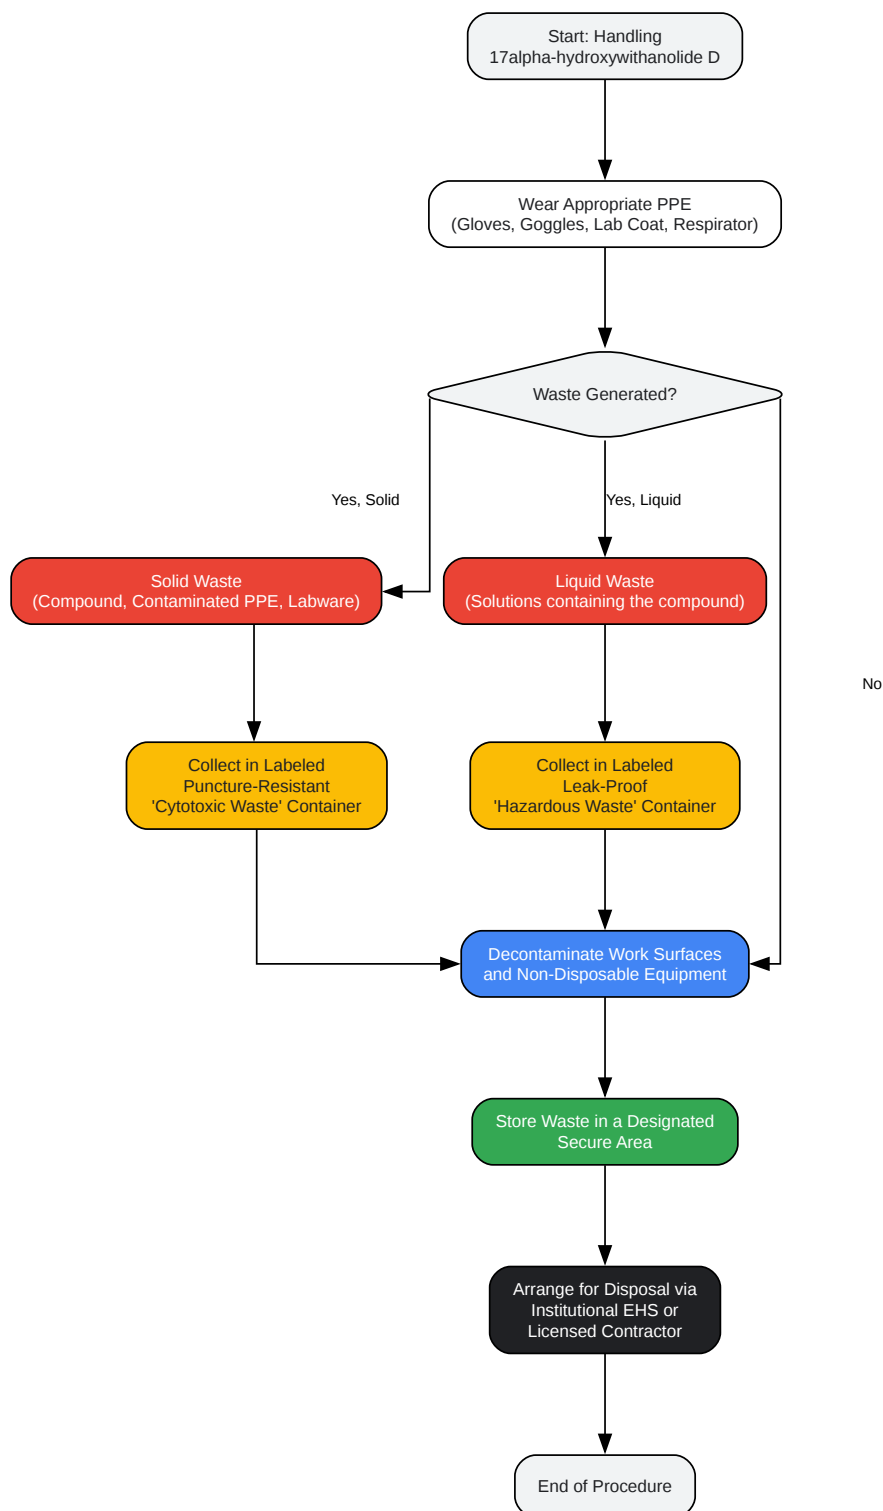 Start: Handling
17alpha-hydroxywithanolide D
Wear Appropriate PPE
(Gloves, Goggles, Lab Coat, Respirator)
Waste Generated?
Yes, Solid
Yes, Liquid
Solid Waste
(Compound, Contaminated PPE, Labware)
Liquid Waste
(Solutions containing the compound)
No
Collect in Labeled
Puncture-Resistant
'Cytotoxic Waste' Container
Collect in Labeled
Leak-Proof
'Hazardous Waste' Container
Decontaminate Work Surfaces
and Non-Disposable Equipment
Store Waste in a Designated
Secure Area
Arrange for Disposal via
Institutional EHS or
Licensed Contractor
End of Procedure